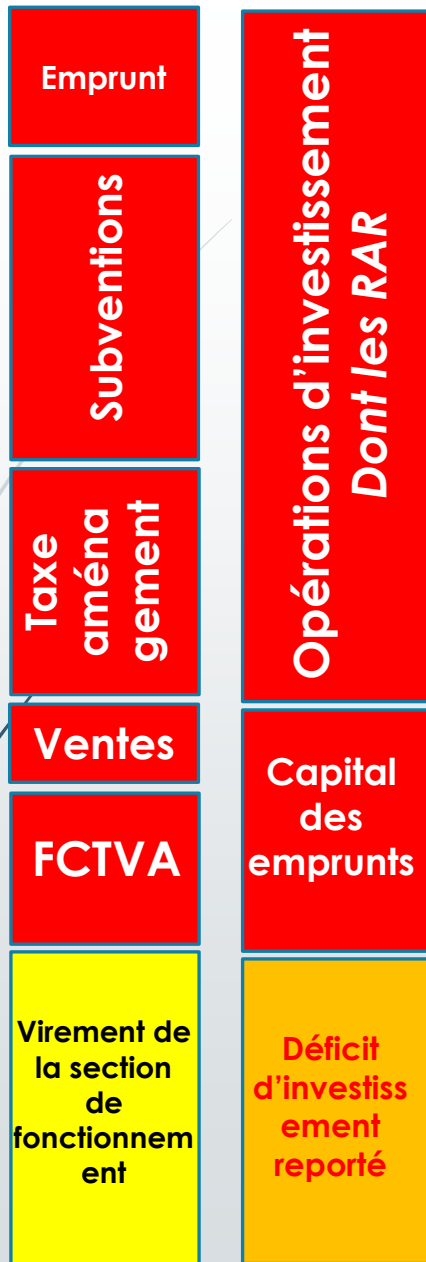 Emprunt
Subventions
Taxe
aména
gement
Ventes
FCTVA
Virement de
la section
de
fonctionnem
ent
Opérations d’investissement
Dont les RAR
Capital
des
emprunts
Déficit
d’investiss
ement
reporté